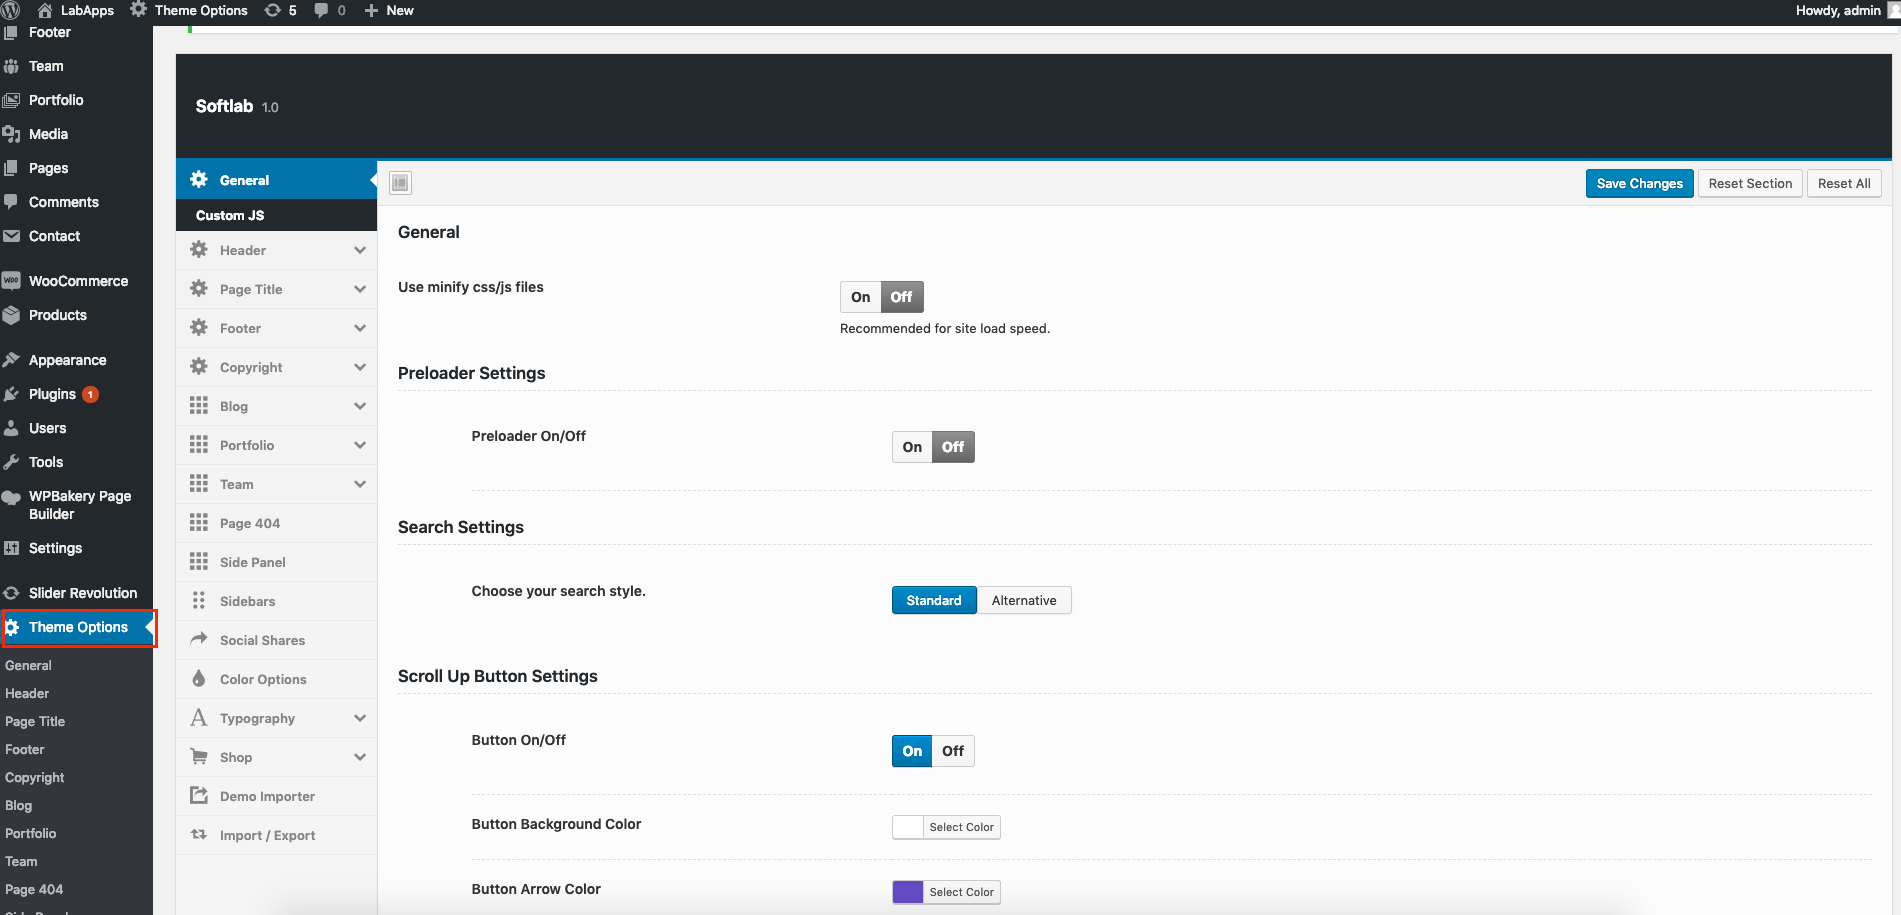 LabApps Theme Options 5 0 New Howdy, admin
Footer
Team
Portfolio
Media
Pages
Comments
Contact
WooCommerce
Products
Appearance
Plugins 1
Users
Tools
WPBakery Page
Builder
Settings
Slider Revolution
Theme Options
General
Header
Page Title
Footer
Copyright
Blog
Portfolio
Team
Page 404
Softlab 1.0
General
Custom JS
Header
Page Title
Footer
Copyright
Blog
Portfolio
Team
Page 404
Side Panel
Sidebars
Social Shares
Color Options
Typography
Shop
Demo Importer
Import / Export
Save Changes Reset Section Reset All
General
Use minify css/js files
On Off
Recommended for site load speed.
Preloader Settings
Preloader On/Off
On Off
Search Settings
Choose your search style.
Standard Alternative
Scroll Up Button Settings
Button On/Off
On Off
Button Background Color
Select Color
Button Arrow Color
Select Color